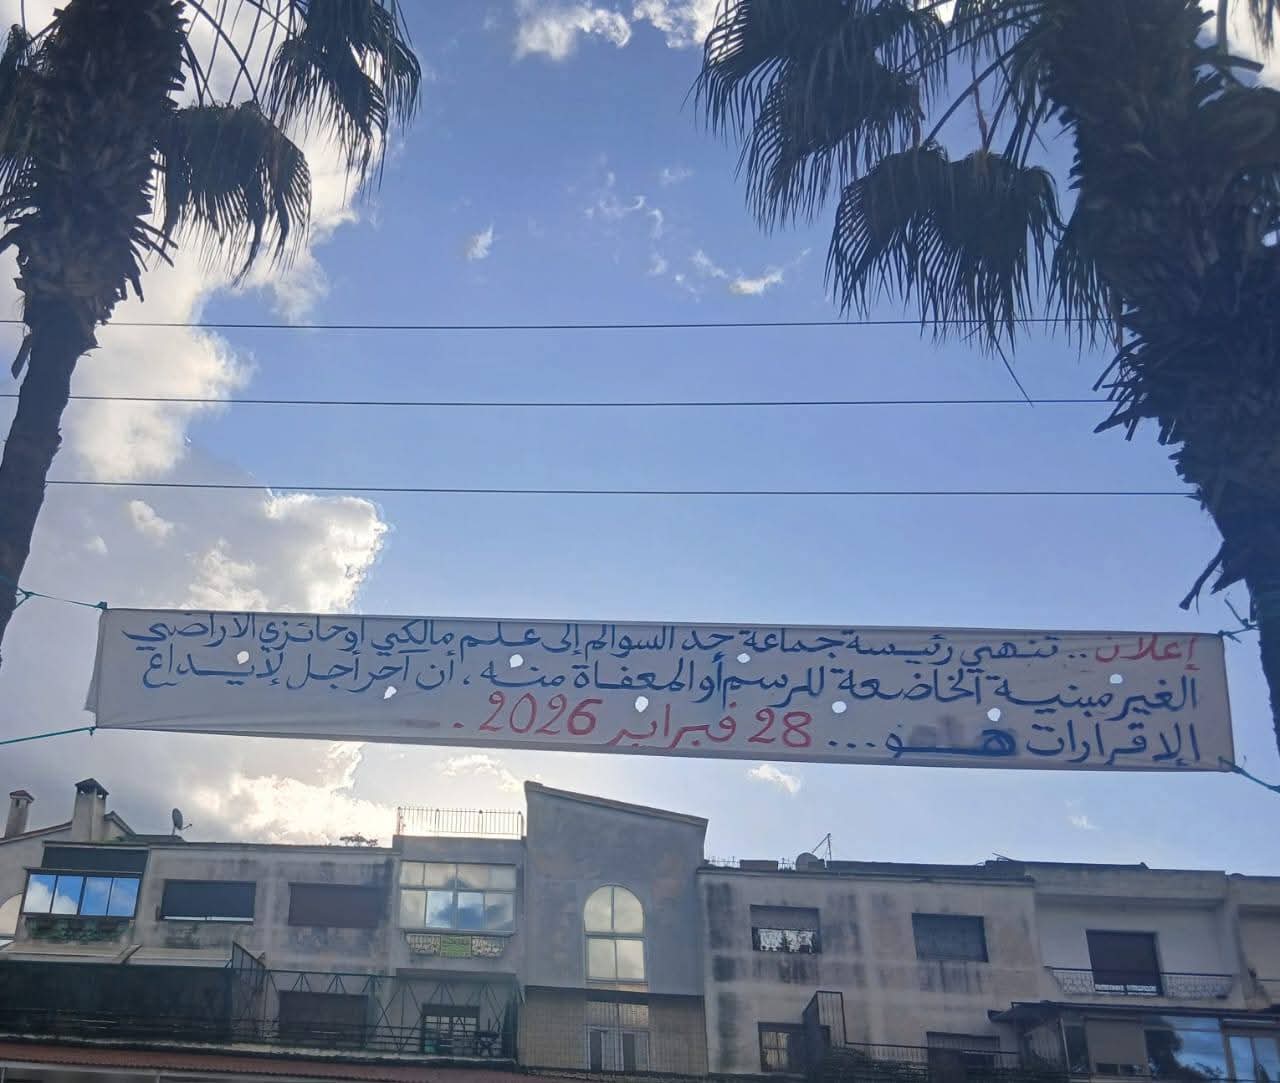 إعلان.. تنهي رئيسة جماعة حد السوالم إلى علم مالكي أو حائزي الأراضي
الغير مبنية الخاضعة للرسم أو المعفاة منه، أن آخر أجل لإيداع
الإقرارات هو... 28 فبراير 2026.